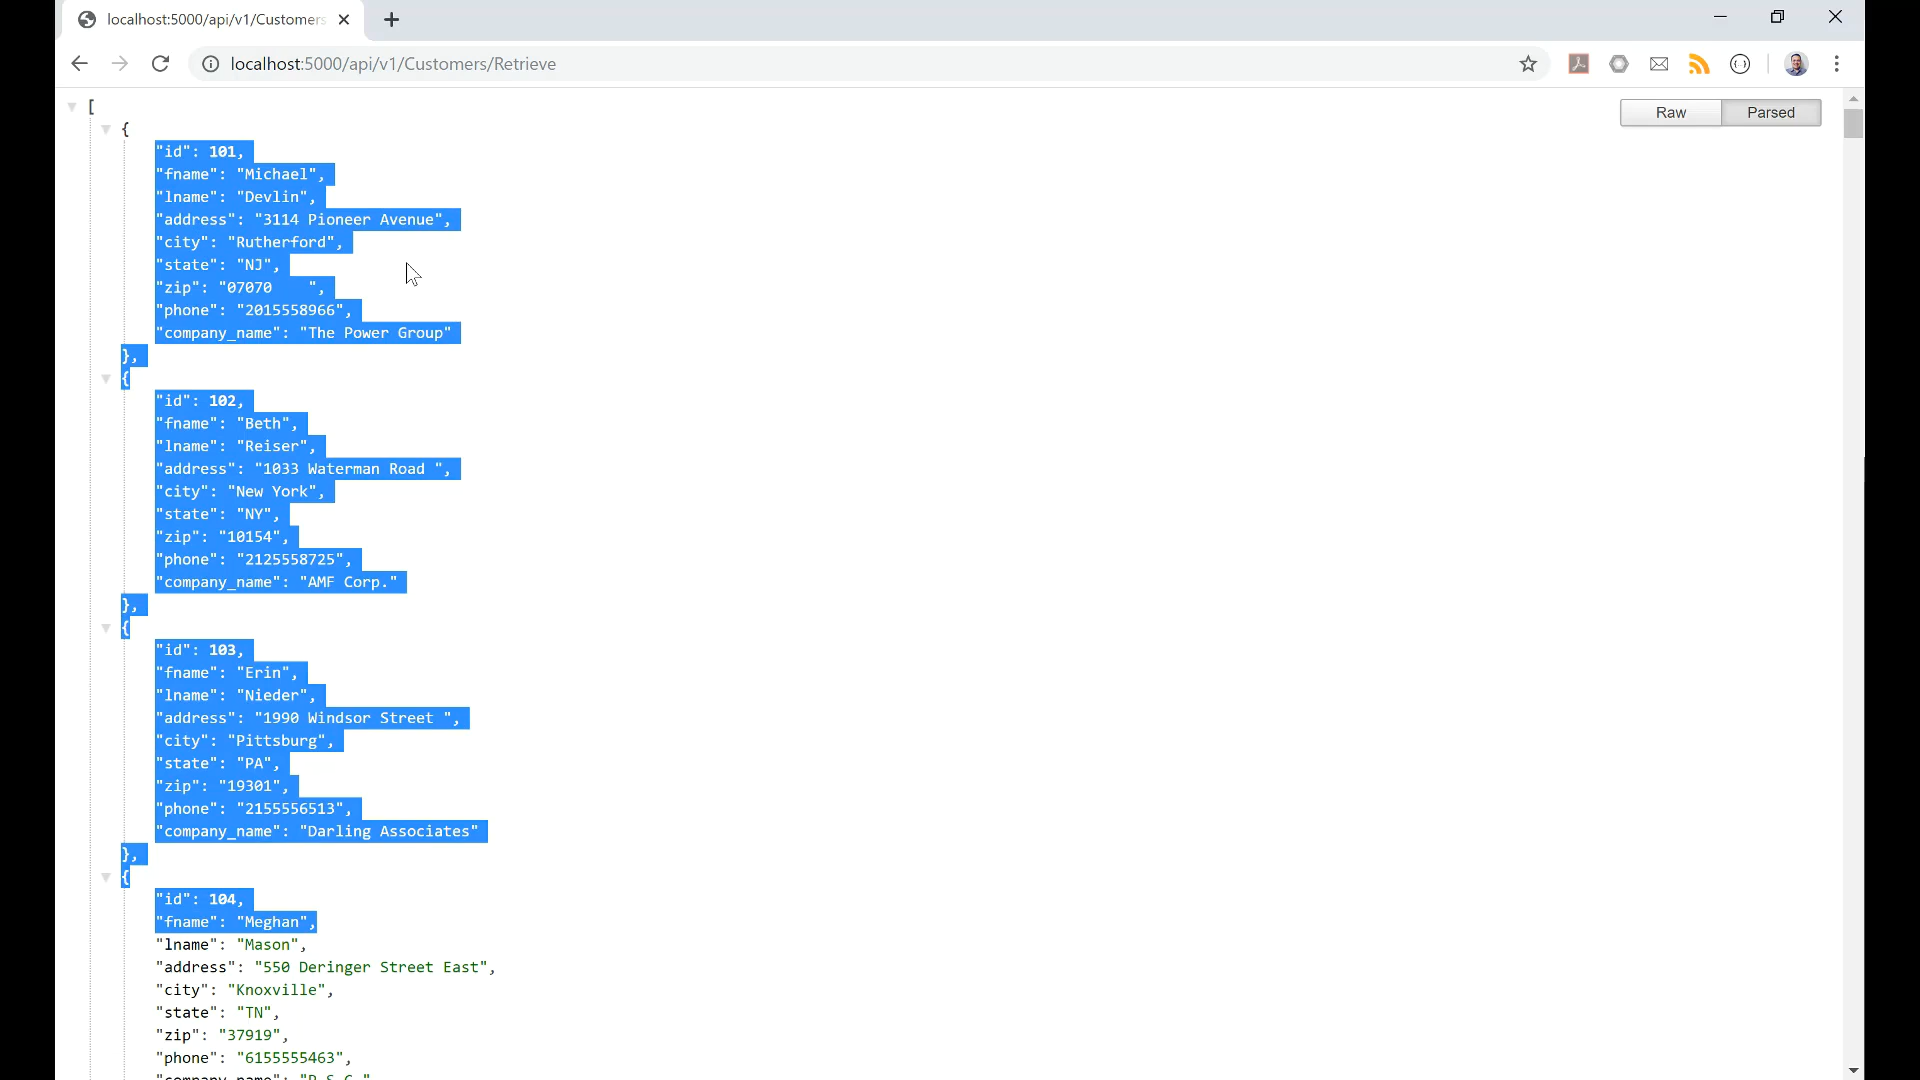 localhost:5000/api/v1/Customers
localhost:5000/api/v1/Customers/Retrieve
Raw
Parsed
[
{
"id": 101,
"fname": "Michael",
"lname": "Devlin",
"address": "3114 Pioneer Avenue",
"city": "Rutherford",
"state": "NJ",
"zip": "07070    ",
"phone": "2015558966",
"company_name": "The Power Group"
},
{
"id": 102,
"fname": "Beth",
"lname": "Reiser",
"address": "1033 Waterman Road ",
"city": "New York",
"state": "NY",
"zip": "10154",
"phone": "2125558725",
"company_name": "AMF Corp."
},
{
"id": 103,
"fname": "Erin",
"lname": "Nieder",
"address": "1990 Windsor Street ",
"city": "Pittsburg",
"state": "PA",
"zip": "19301",
"phone": "2155556513",
"company_name": "Darling Associates"
},
{
"id": 104,
"fname": "Meghan",
"lname": "Mason",
"address": "550 Deringer Street East",
"city": "Knoxville",
"state": "TN",
"zip": "37919",
"phone": "6155555463",
"company_name": "P.S.C."